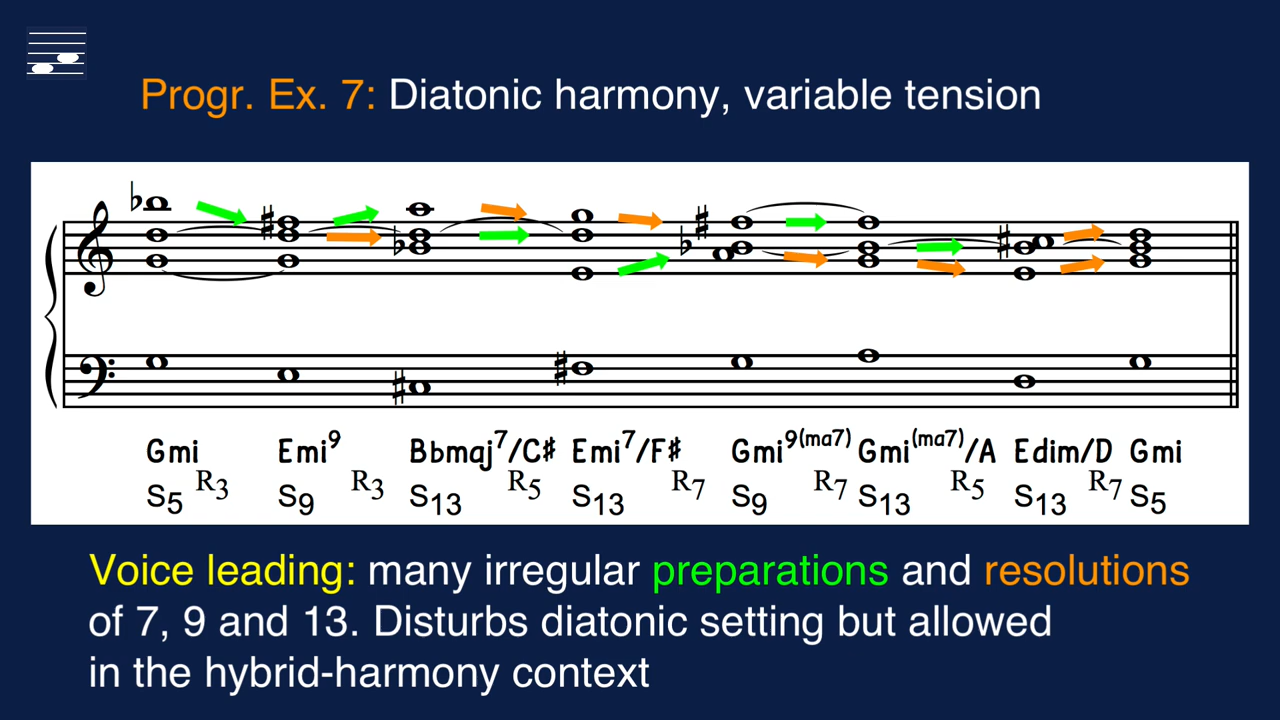 Progr. Ex. 7: Diatonic harmony, variable tension
Gmi Emi9 Bbmaj7/C# Emi7/F# Gmi9(ma7) Gmi(ma7)/A Edim/D Gmi
R3 R3 R5 R7 R7 R5 R7
S5 S9 S13 S13 S9 S13 S13 S5
Voice leading: many irregular preparations and resolutions
of 7, 9 and 13. Disturbs diatonic setting but allowed
in the hybrid-harmony context